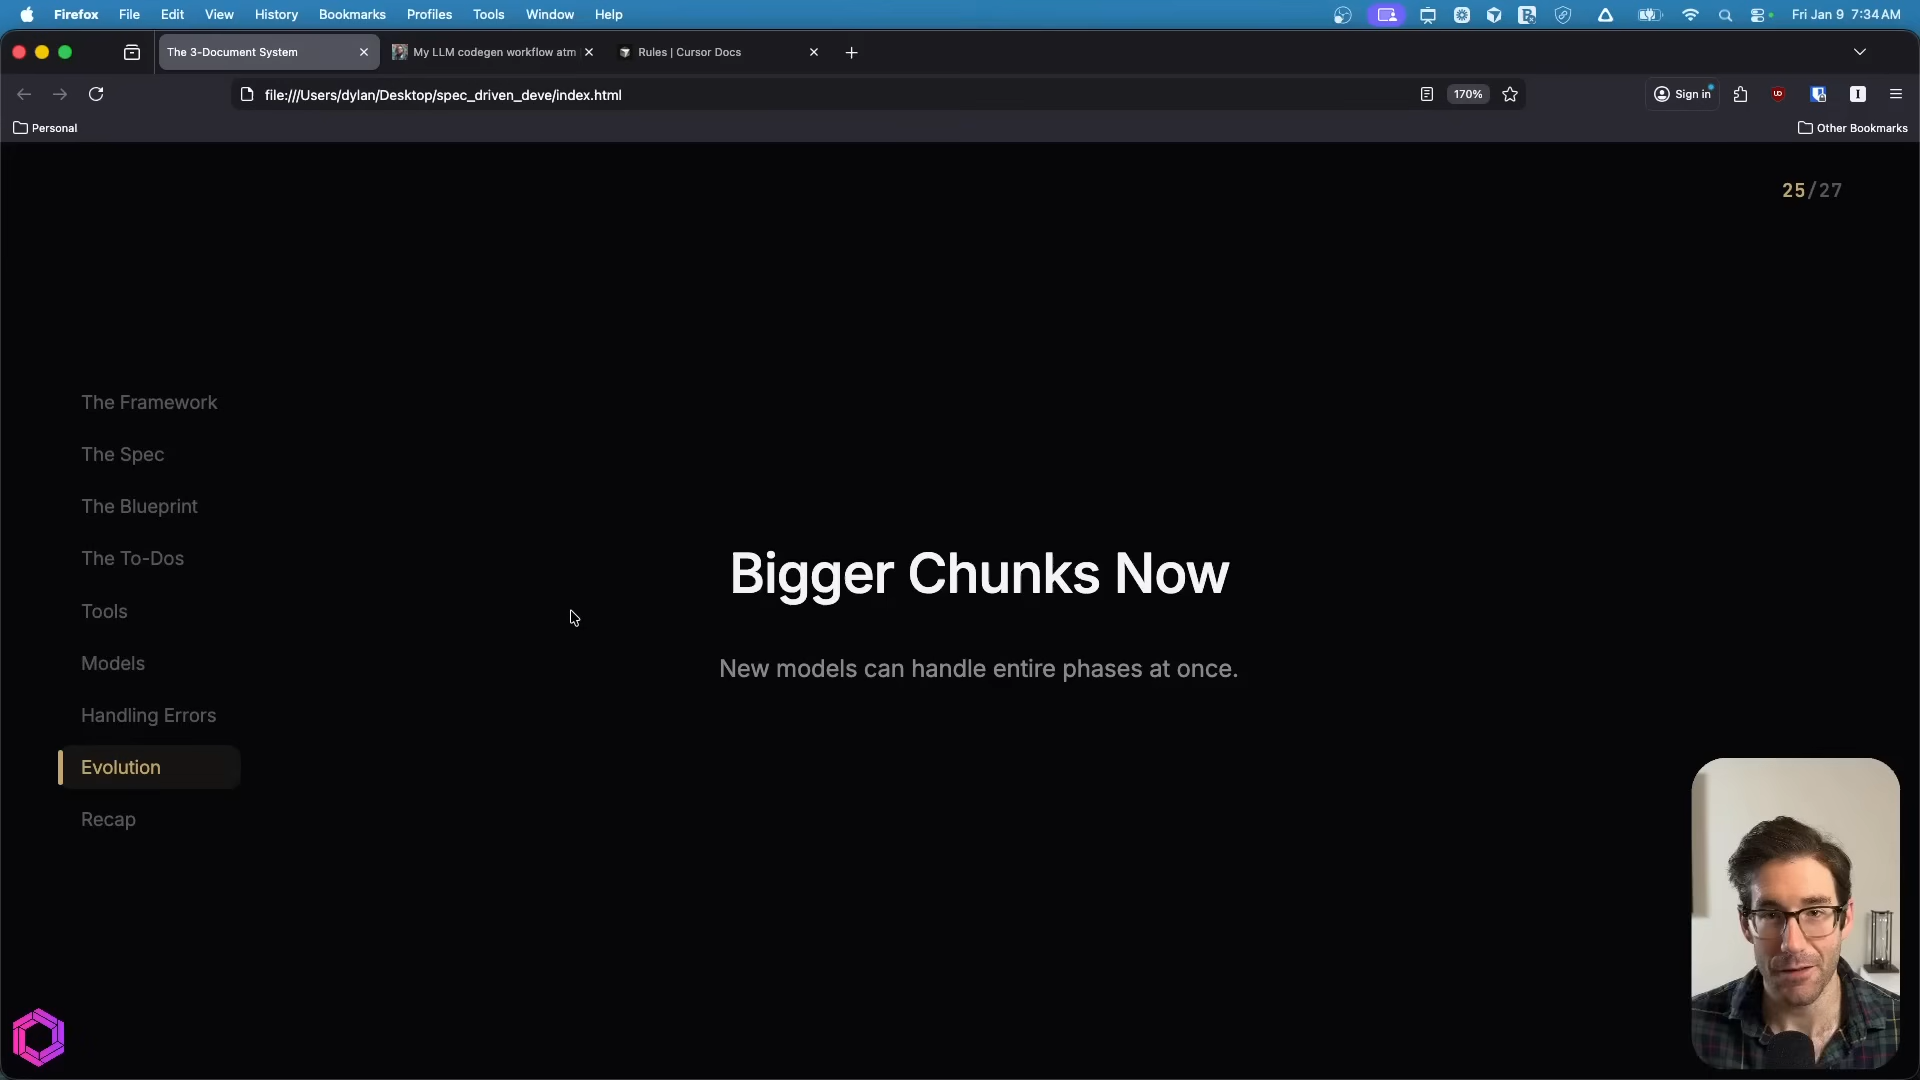 Firefox File Edit View History Bookmarks Profiles Tools Window Help Fri Jan 9 7:34 AM
The 3-Document System My LLM codegen workflow atm Rules | Cursor Docs
file:///Users/dylan/Desktop/spec_driven_deve/index.html 170% Sign in
Personal Other Bookmarks
25/27
The Framework
The Spec
The Blueprint
The To-Dos
Tools
Models
Handling Errors
Evolution
Recap
Bigger Chunks Now
New models can handle entire phases at once.